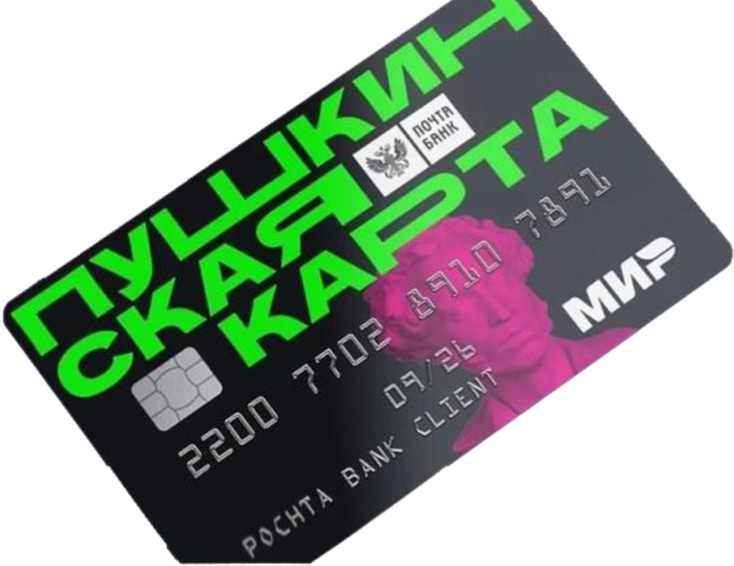 ПУШКИН
СКАЯ
КАРТА
ПОЧТА
БАНК
2200 7702 8910 7891
09/26
POCHTA BANK CLIENT
МИР